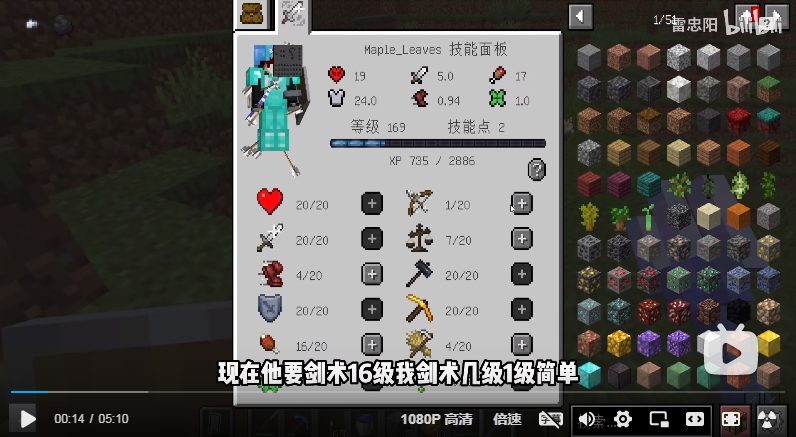 1/51
雷忠阳
bilibili
Maple_Leaves 技能面板
19 5.0 17
24.0 0.94 1.0
等级 169 技能点 2
XP 735 / 2886
?
20/20 + 1/20 +
20/20 + 7/20 +
4/20 + 20/20 +
20/20 + 20/20 +
16/20 + 4/20 +
现在他要剑术16级我剑术几级1级简单
00:14 / 05:10 1080P 高清 倍速